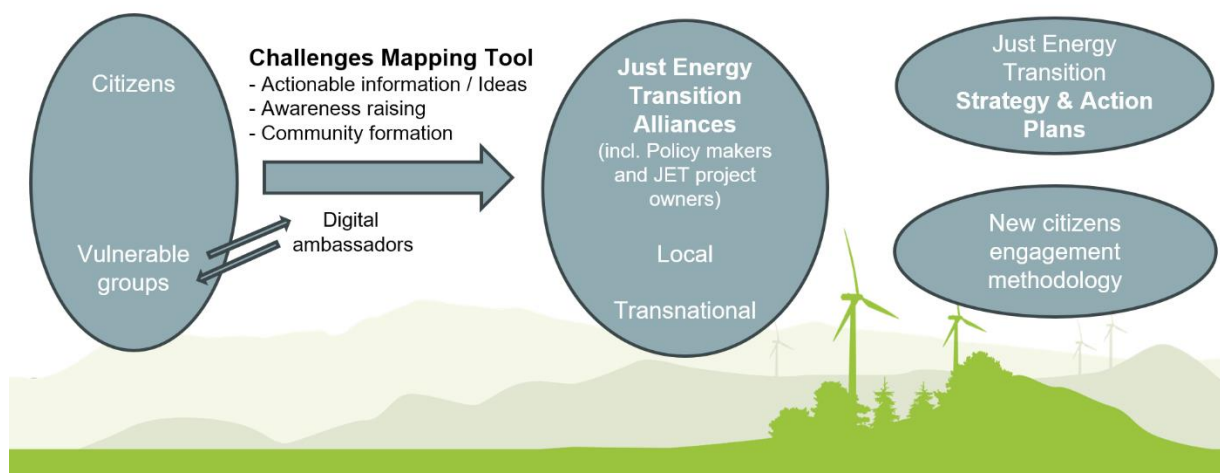 Citizens
Vulnerable
groups
Challenges Mapping Tool
- Actionable information / Ideas
- Awareness raising
- Community formation
Digital
ambassadors
Just Energy
Transition
Alliances
(incl. Policy makers
and JET project
owners)
Local
Transnational
Just Energy
Transition
Strategy & Action
Plans
New citizens
engagement
methodology